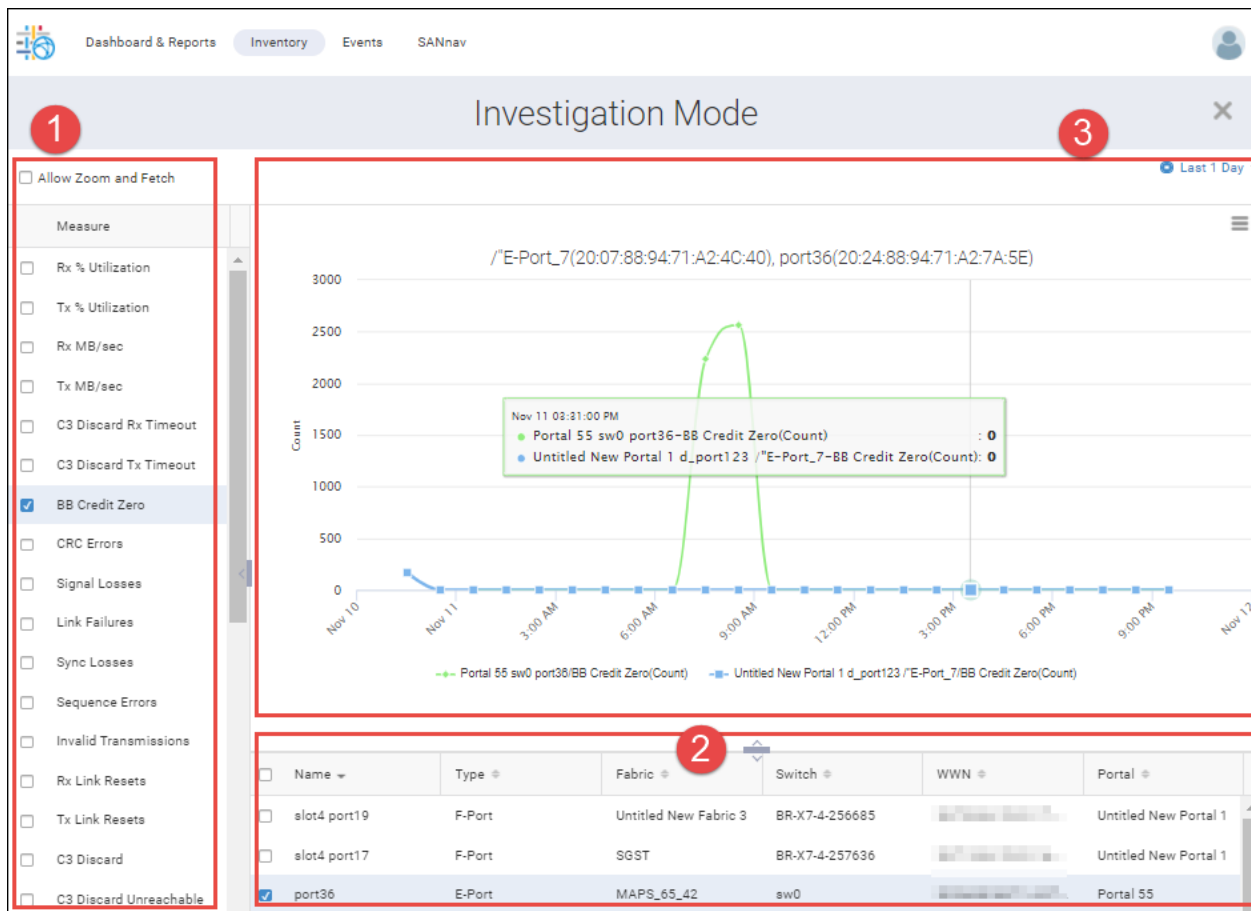 Dashboard & Reports Inventory Events SANnav
Investigation Mode
1
3
Allow Zoom and Fetch
Last 1 Day
Measure
Rx % Utilization
Tx % Utilization
Rx MB/sec
Tx MB/sec
C3 Discard Rx Timeout
C3 Discard Tx Timeout
BB Credit Zero
CRC Errors
Signal Losses
Link Failures
Sync Losses
Sequence Errors
Invalid Transmissions
Rx Link Resets
Tx Link Resets
C3 Discard
C3 Discard Unreachable
/"E-Port_7(20:07:88:94:71:A2:4C:40), port36(20:24:88:94:71:A2:7A:5E)
3000
2500
2000
1500
1000
500
0
Count
Nov 11 03:31:00 PM
Portal 55 sw0 port36-BB Credit Zero(Count) : 0
Untitled New Portal 1 d_port123 /"E-Port_7-BB Credit Zero(Count): 0
Nov 10 Nov 11 3:00 AM 6:00 AM 9:00 AM 12:00 PM 3:00 PM 6:00 PM 9:00 PM Nov 12
Portal 55 sw0 port36/BB Credit Zero(Count) Untitled New Portal 1 d_port123 /"E-Port_7/BB Credit Zero(Count)
2
Name Type Fabric Switch WWN Portal
slot4 port19 F-Port Untitled New Fabric 3 BR-X7-4-256685 Untitled New Portal 1
slot4 port17 F-Port SGST BR-X7-4-257636 Untitled New Portal 1
port36 E-Port MAPS_65_42 sw0 Portal 55